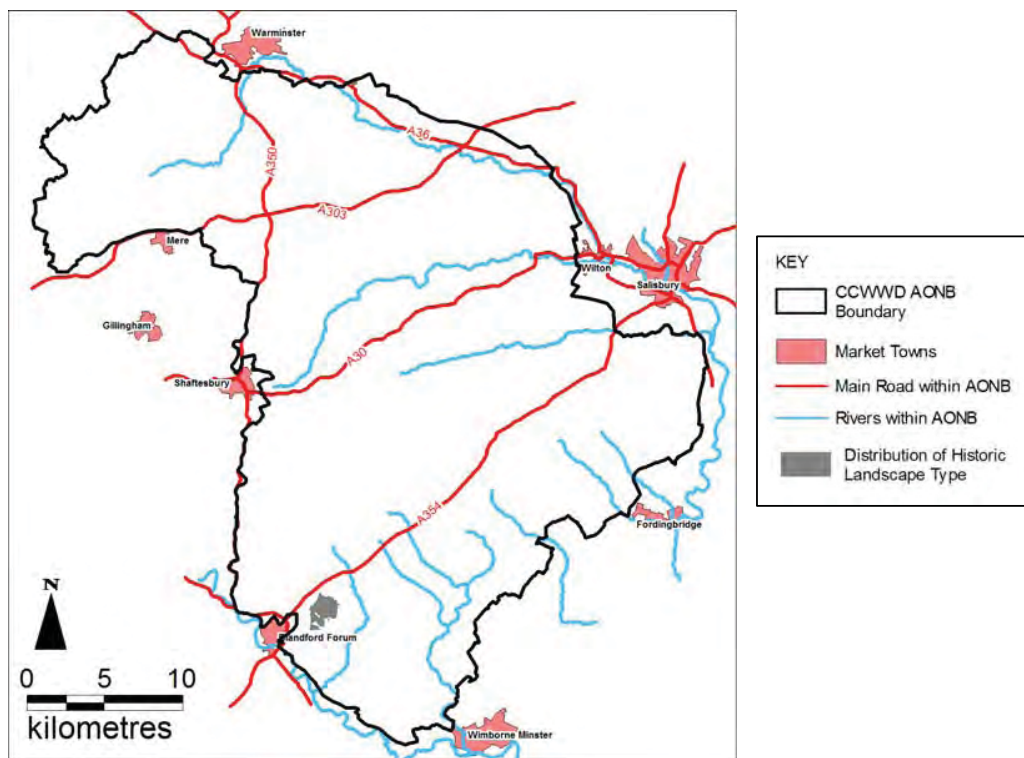 Warminster
A36
A350
A303
Mere
Wilton
Salisbury
Gillingham
A30
Shaftesbury
A354
Fordingbridge
N
Blandford Forum
0 5 10
kilometres
Wimborne Minster
KEY
CCWWD AONB
Boundary
Market Towns
Main Road within AONB
Rivers within AONB
Distribution of Historic
Landscape Type